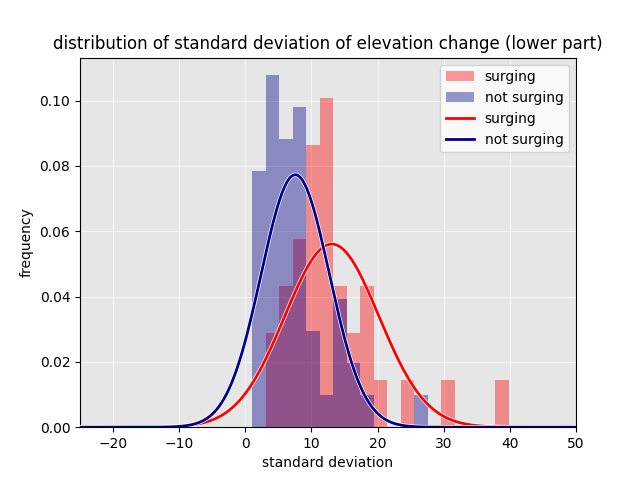 distribution of standard deviation of elevation change (lower part)
surging
not surging
surging
not surging
frequency
0.10
0.08
0.06
0.04
0.02
0.00
−20 −10 0 10 20 30 40 50
standard deviation